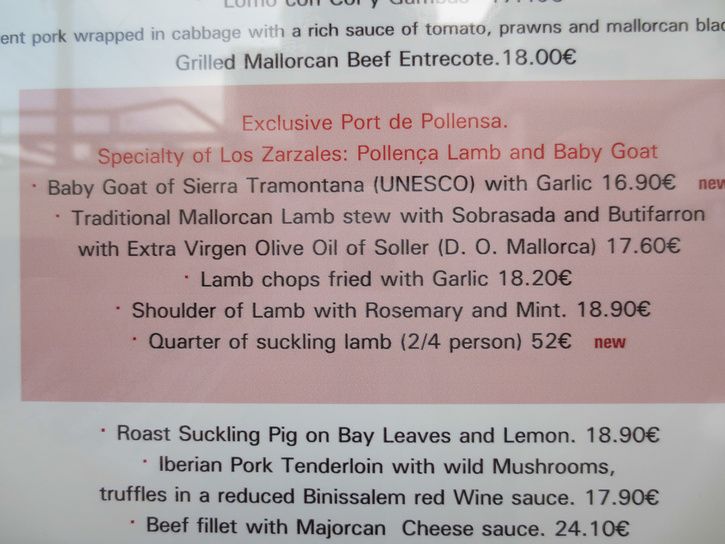 Lomo con Col y Gambas
ent pork wrapped in cabbage with a rich sauce of tomato, prawns and mallorcan blac
Grilled Mallorcan Beef Entrecote.18.00€
Exclusive Port de Pollensa.
Specialty of Los Zarzales: Pollença Lamb and Baby Goat
· Baby Goat of Sierra Tramontana (UNESCO) with Garlic 16.90€ new
· Traditional Mallorcan Lamb stew with Sobrasada and Butifarron
with Extra Virgen Olive Oil of Soller (D. O. Mallorca) 17.60€
· Lamb chops fried with Garlic 18.20€
· Shoulder of Lamb with Rosemary and Mint. 18.90€
· Quarter of suckling lamb (2/4 person) 52€ new
· Roast Suckling Pig on Bay Leaves and Lemon. 18.90€
· Iberian Pork Tenderloin with wild Mushrooms,
truffles in a reduced Binissalem red Wine sauce. 17.90€
· Beef fillet with Majorcan Cheese sauce. 24.10€